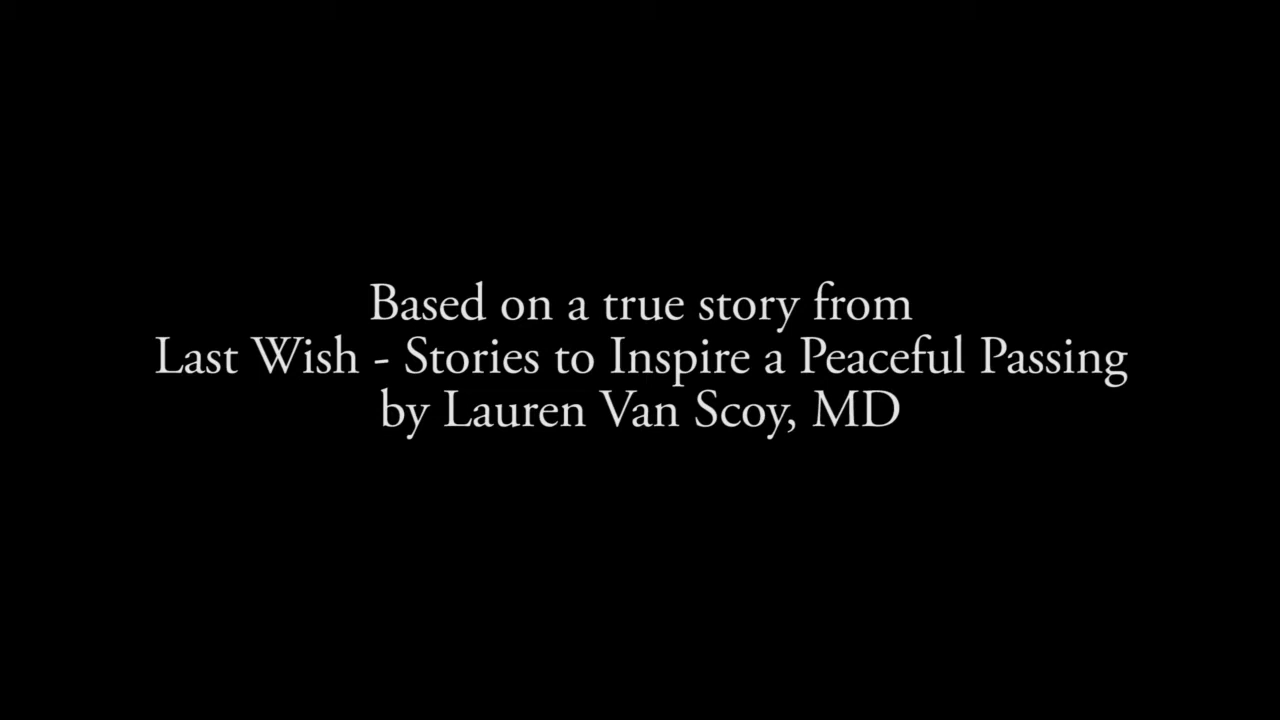 Based on a true story from
Last Wish - Stories to Inspire a Peaceful Passing
by Lauren Van Scoy, MD